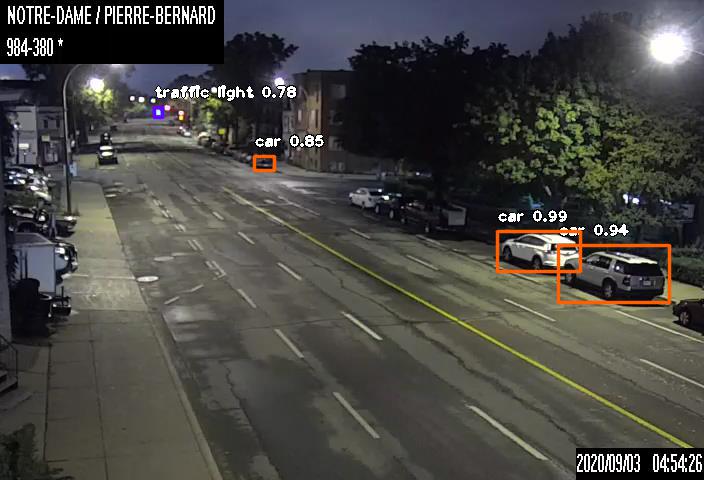 NOTRE-DAME / PIERRE-BERNARD
984-380 *
traffic light 0.78
car 0.85
car 0.99
car 0.94
2020/09/03 04:54:26